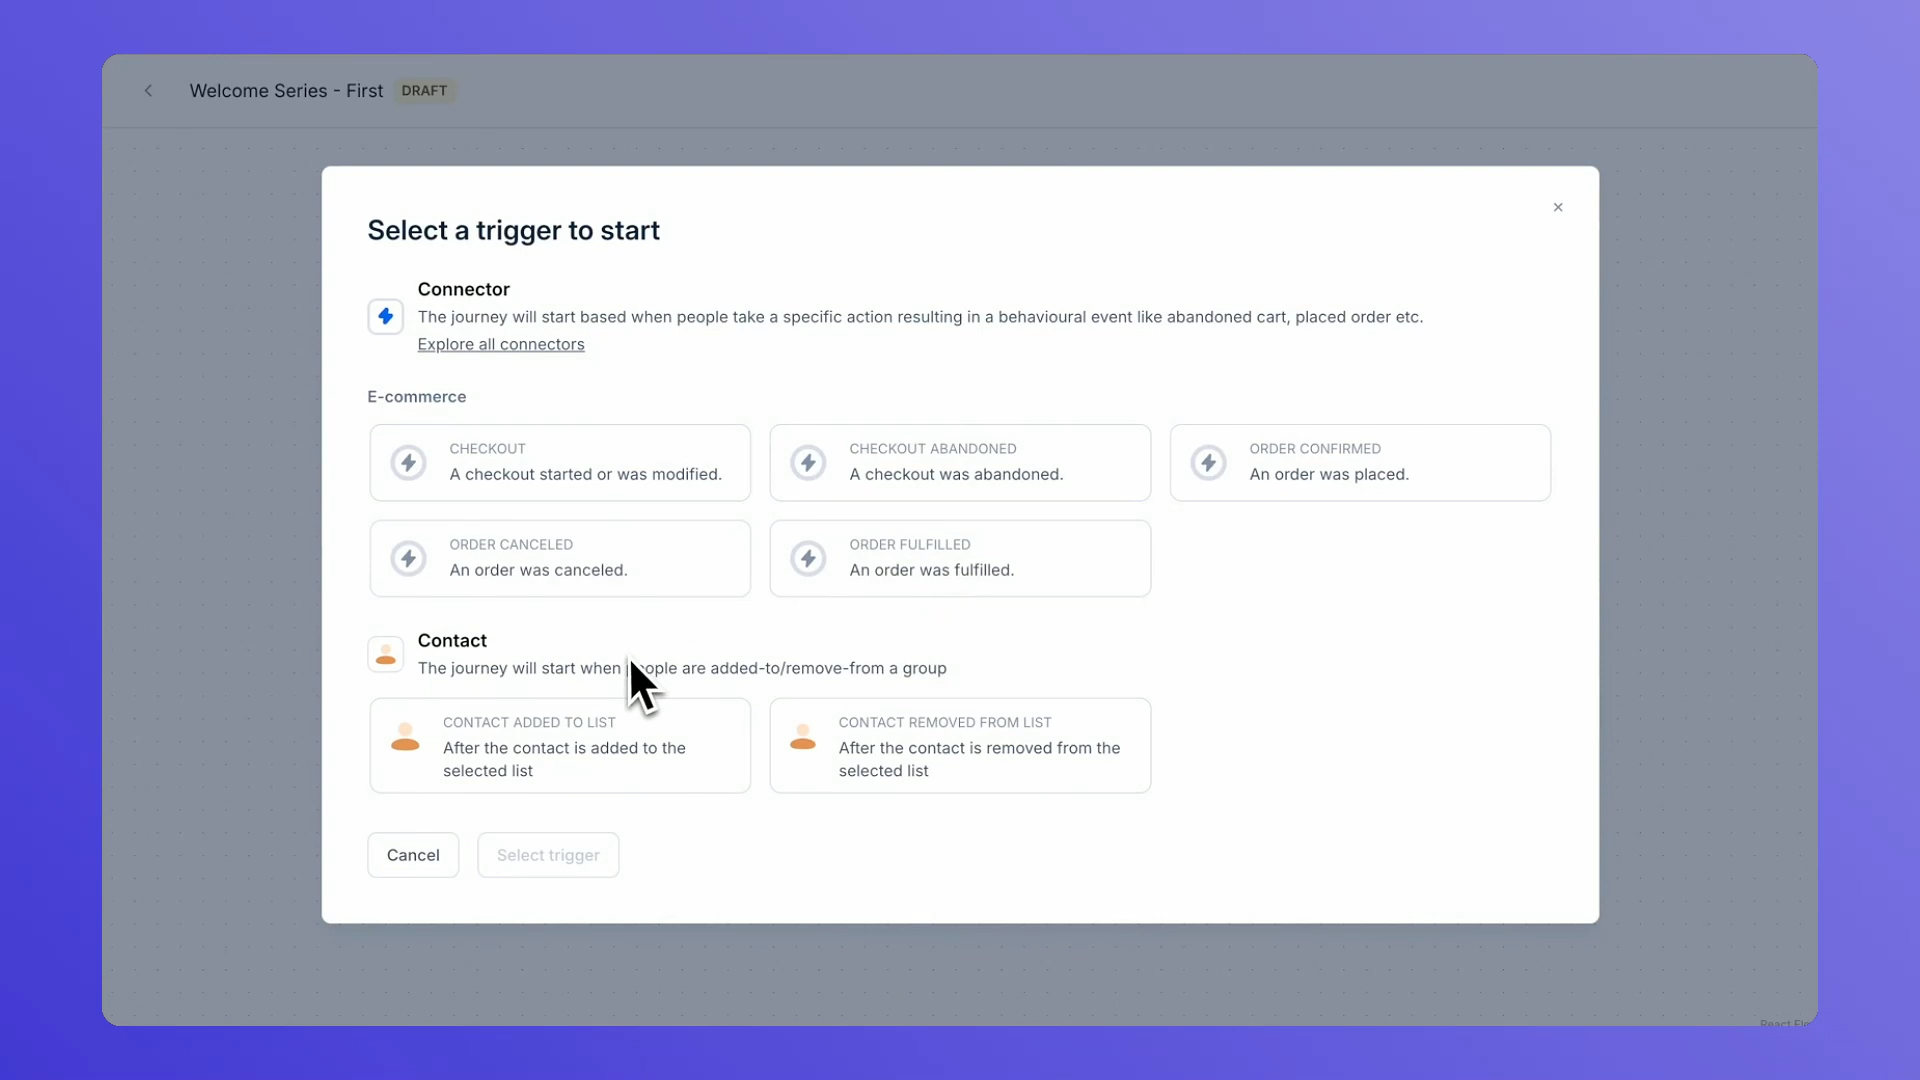 Welcome Series - First DRAFT
Select a trigger to start
Connector
The journey will start based when people take a specific action resulting in a behavioural event like abandoned cart, placed order etc.
Explore all connectors
E-commerce
CHECKOUT
A checkout started or was modified.
CHECKOUT ABANDONED
A checkout was abandoned.
ORDER CONFIRMED
An order was placed.
ORDER CANCELED
An order was canceled.
ORDER FULFILLED
An order was fulfilled.
Contact
The journey will start when people are added-to/remove-from a group
CONTACT ADDED TO LIST
After the contact is added to the
selected list
CONTACT REMOVED FROM LIST
After the contact is removed from the
selected list
Cancel
Select trigger